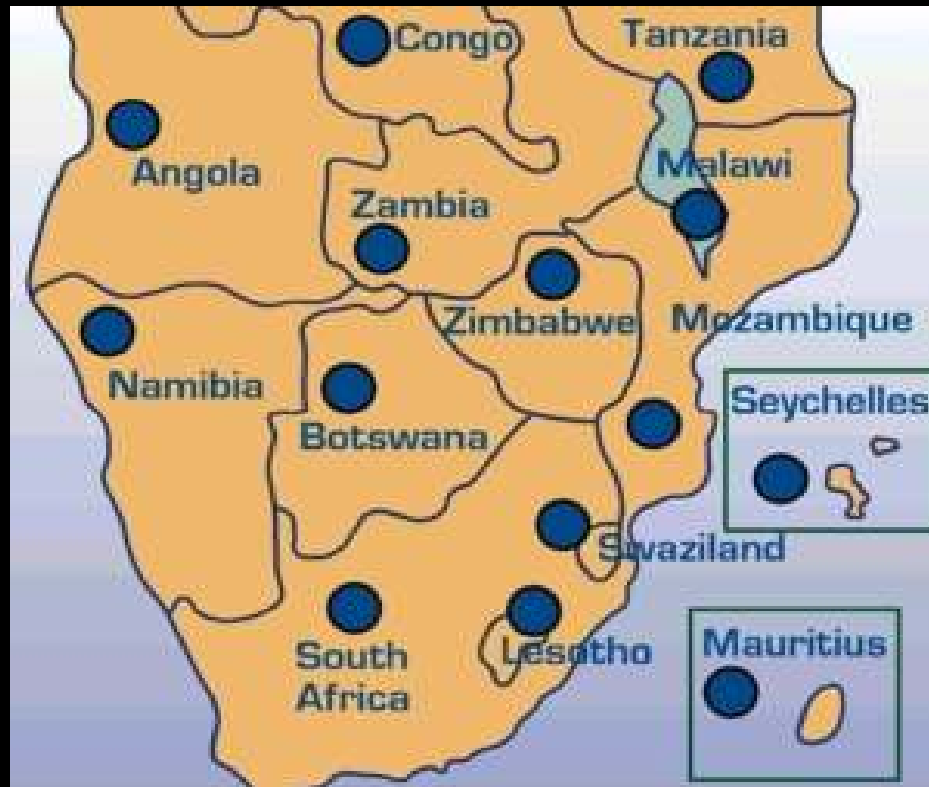 Congo
Tanzania
Angola
Malawi
Zambia
Zimbabwe
Mozambique
Namibia
Seychelles
Botswana
Swaziland
South
Africa
Lesotho
Mauritius